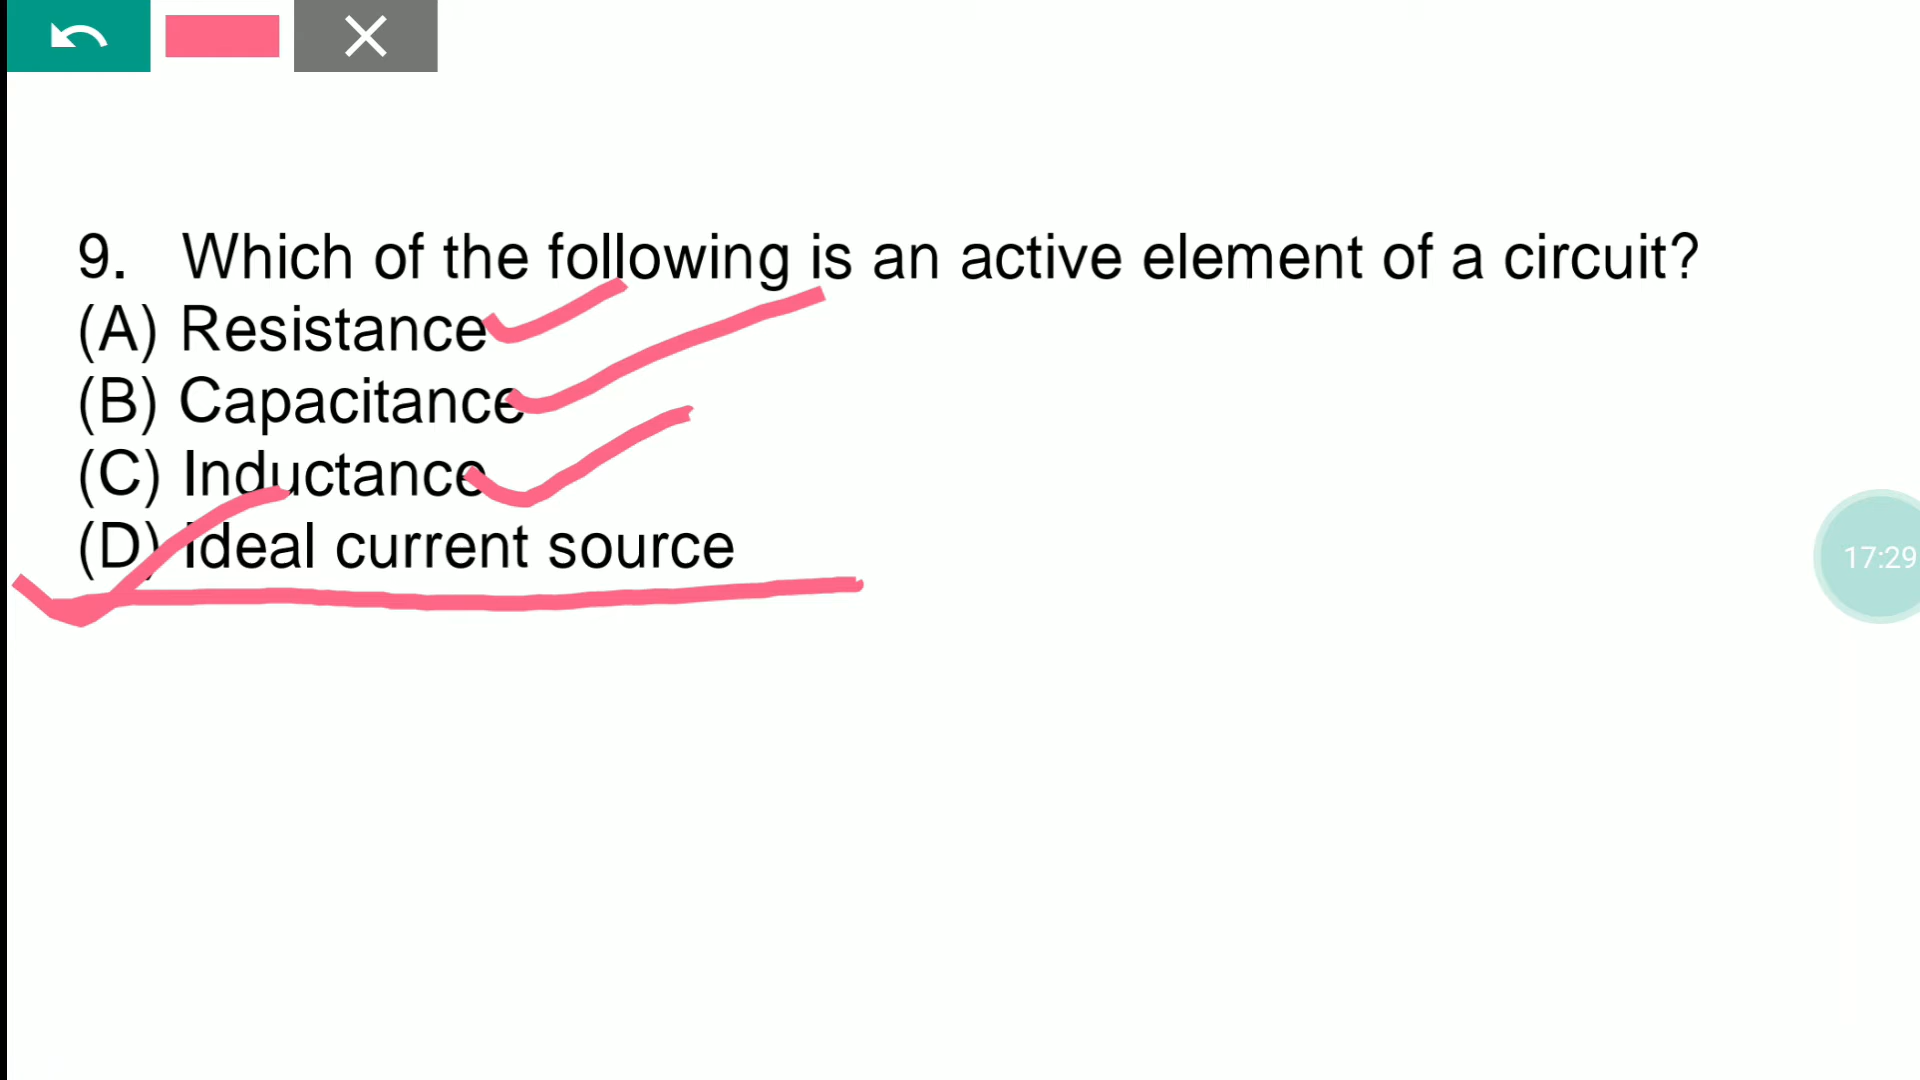 9. Which of the following is an active element of a circuit?
(A) Resistance
(B) Capacitance
(C) Inductance
(D) Ideal current source
17:29